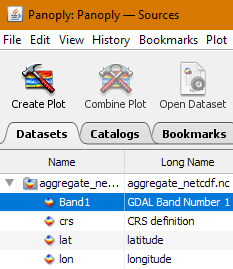 Panoply: Panoply — Sources
File Edit View History Bookmarks Plot
Create Plot Combine Plot Open Dataset
Datasets Catalogs Bookmarks
Name Long Name
aggregate_net... aggregate_netcdf.nc
Band1 GDAL Band Number 1
crs CRS definition
lat latitude
lon longitude